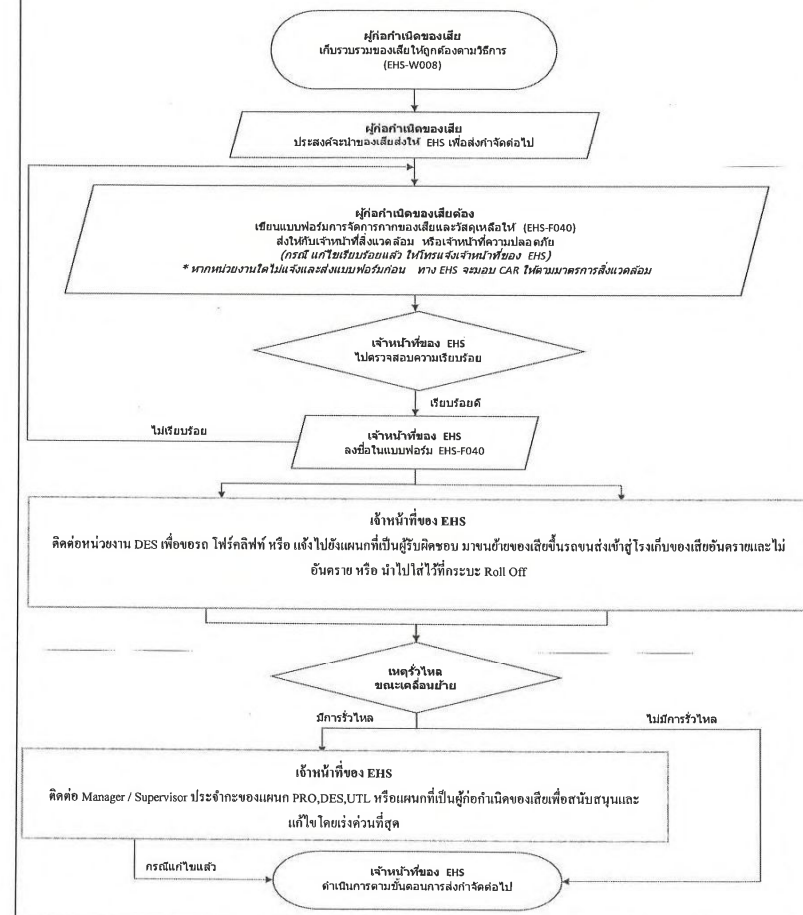 ผู้ก่อกำเนิดของเสีย
เก็บรวบรวมของเสียให้ถูกต้องตามวิธีการ
(EHS-W008)
ผู้ก่อกำเนิดของเสีย
ประสงค์จะนำของเสียส่งให้ EHS เพื่อส่งกำจัดต่อไป
ผู้ก่อกำเนิดของเสียต้อง
เขียนแบบฟอร์มการจัดการกากของเสียและวัสดุเหลือใช้ (EHS-F040)
ส่งให้กับเจ้าหน้าที่สิ่งแวดล้อม หรือเจ้าหน้าที่ความปลอดภัย
(กรณี แก้ไขเรียบร้อยแล้ว ให้โทรแจ้งเจ้าหน้าที่ของ EHS)
* หากหน่วยงานใดไม่แจ้งและส่งแบบฟอร์มก่อน ทาง EHS จะมอบ CAR ให้ตามมาตรการสิ่งแวดล้อม
เจ้าหน้าที่ของ EHS
ไปตรวจสอบความเรียบร้อย
เรียบร้อยดี
ไม่เรียบร้อย
เจ้าหน้าที่ของ EHS
ลงชื่อในแบบฟอร์ม EHS-F040
เจ้าหน้าที่ของ EHS
ติดต่อหน่วยงาน DES เพื่อขอรถ โฟร์คลิฟท์ หรือ แจ้งไปยังแผนกที่เป็นผู้รับผิดชอบ มาขนย้ายของเสียขึ้นรถขนส่งเข้าสู่โรงเก็บของเสียอันตรายและไม่
อันตราย หรือ นำไปใส่ไว้ที่กระบะ Roll Off
เหตุรั่วไหล
ขณะเคลื่อนย้าย
มีการรั่วไหล
ไม่มีการรั่วไหล
เจ้าหน้าที่ของ EHS
ติดต่อ Manager / Supervisor ประจำกะของแผนก PRO,DES,UTL หรือแผนกที่เป็นผู้ก่อกำเนิดของเสียเพื่อสนับสนุนและ
แก้ไขโดยเร่งด่วนที่สุด
กรณีแก้ไขแล้ว
เจ้าหน้าที่ของ EHS
ดำเนินการตามขั้นตอนการส่งกำจัดต่อไป